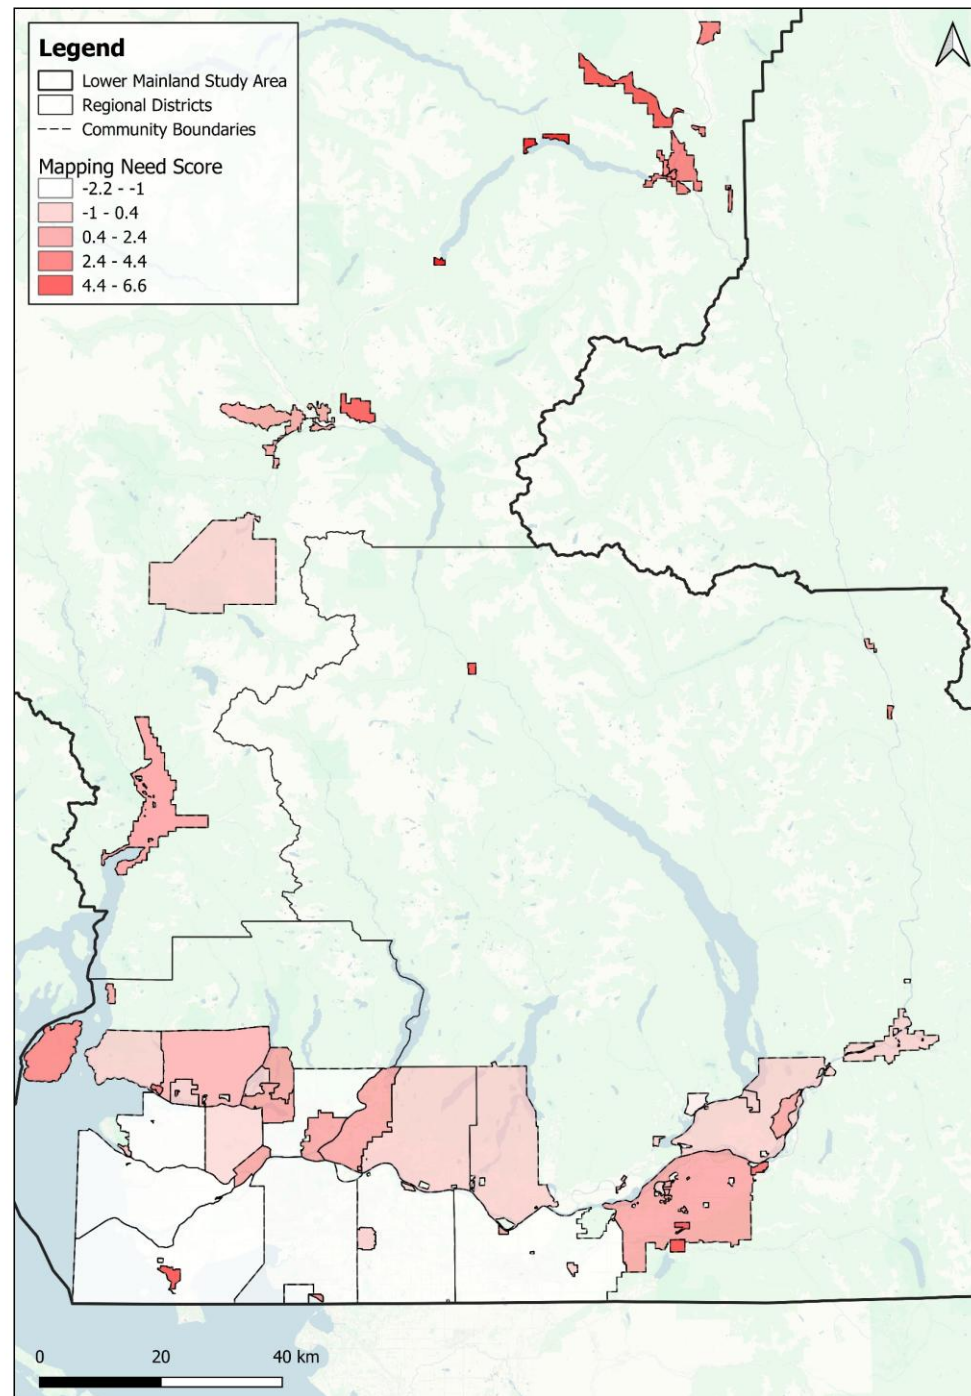 Legend
Lower Mainland Study Area
Regional Districts
Community Boundaries
Mapping Need Score
-2.2 - -1
-1 - 0.4
0.4 - 2.4
2.4 - 4.4
4.4 - 6.6
0 20 40 km